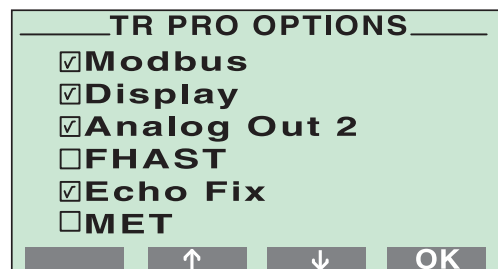 TR PRO OPTIONS
☑Modbus
☑Display
☑Analog Out 2
☐FHAST
☑Echo Fix
☐MET
↑ ↓ OK